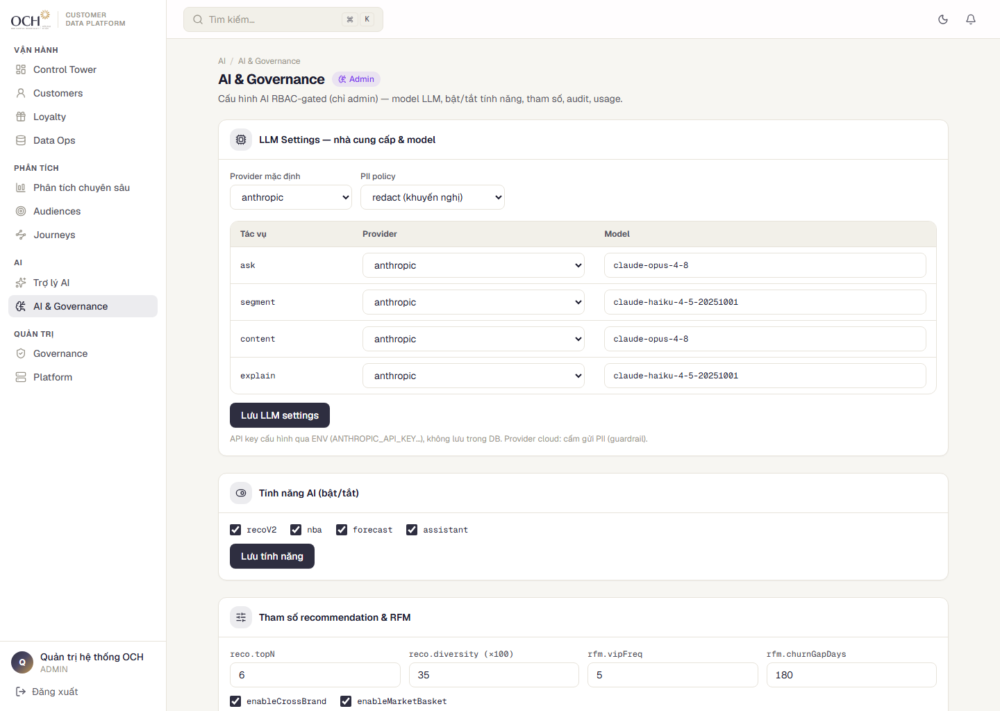 OCH
CUSTOMER
DATA PLATFORM
VẬN HÀNH
Control Tower
Customers
Loyalty
Data Ops
PHÂN TÍCH
Phân tích chuyên sâu
Audiences
Journeys
AI
Trợ lý AI
AI & Governance
QUẢN TRỊ
Governance
Platform
Q
Quản trị hệ thống OCH
ADMIN
Đăng xuất
Tìm kiếm...
⌘ K
AI / AI & Governance
AI & Governance Admin
Cấu hình AI RBAC-gated (chỉ admin) — model LLM, bật/tắt tính năng, tham số, audit, usage.
LLM Settings — nhà cung cấp & model
Provider mặc định PII policy
anthropic redact (khuyến nghị)
Tác vụ Provider Model
ask anthropic claude-opus-4-8
segment anthropic claude-haiku-4-5-20251001
content anthropic claude-opus-4-8
explain anthropic claude-haiku-4-5-20251001
Lưu LLM settings
API key cấu hình qua ENV (ANTHROPIC_API_KEY…), không lưu trong DB. Provider cloud: cấm gửi PII (guardrail).
Tính năng AI (bật/tắt)
recoV2 nba forecast assistant
Lưu tính năng
Tham số recommendation & RFM
reco.topN reco.diversity (×100) rfm.vipFreq rfm.churnGapDays
6 35 5 180
enableCrossBrand enableMarketBasket